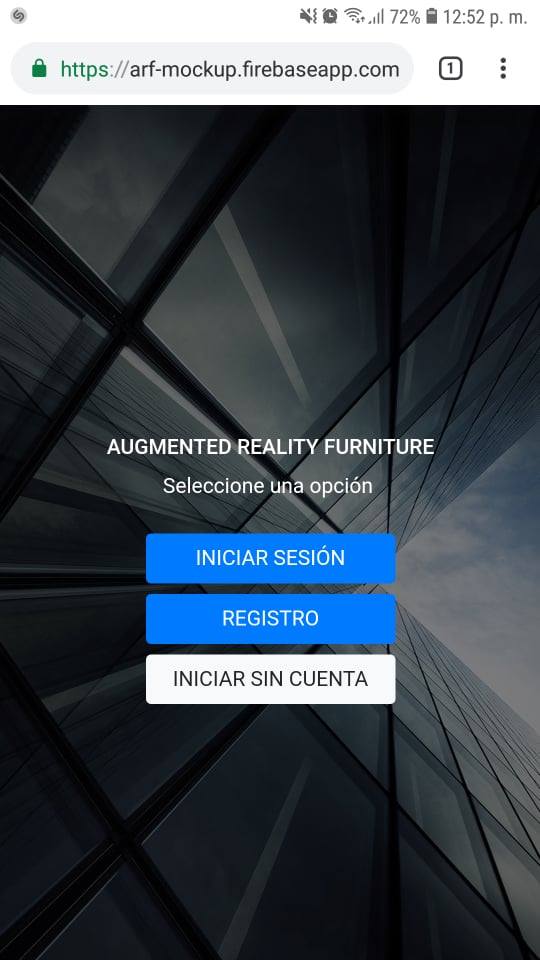 72% 12:52 p. m.
https://arf-mockup.firebaseapp.com 1
AUGMENTED REALITY FURNITURE
Seleccione una opción
INICIAR SESIÓN
REGISTRO
INICIAR SIN CUENTA